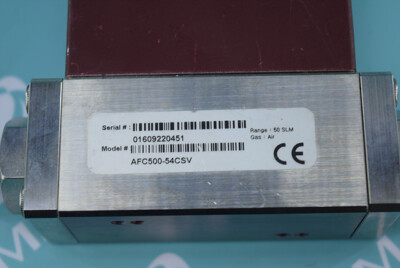 Serial # :
01609220451
Model # :
AFC500-54CSV
Range : 50 SLM
Gas : Air
CE